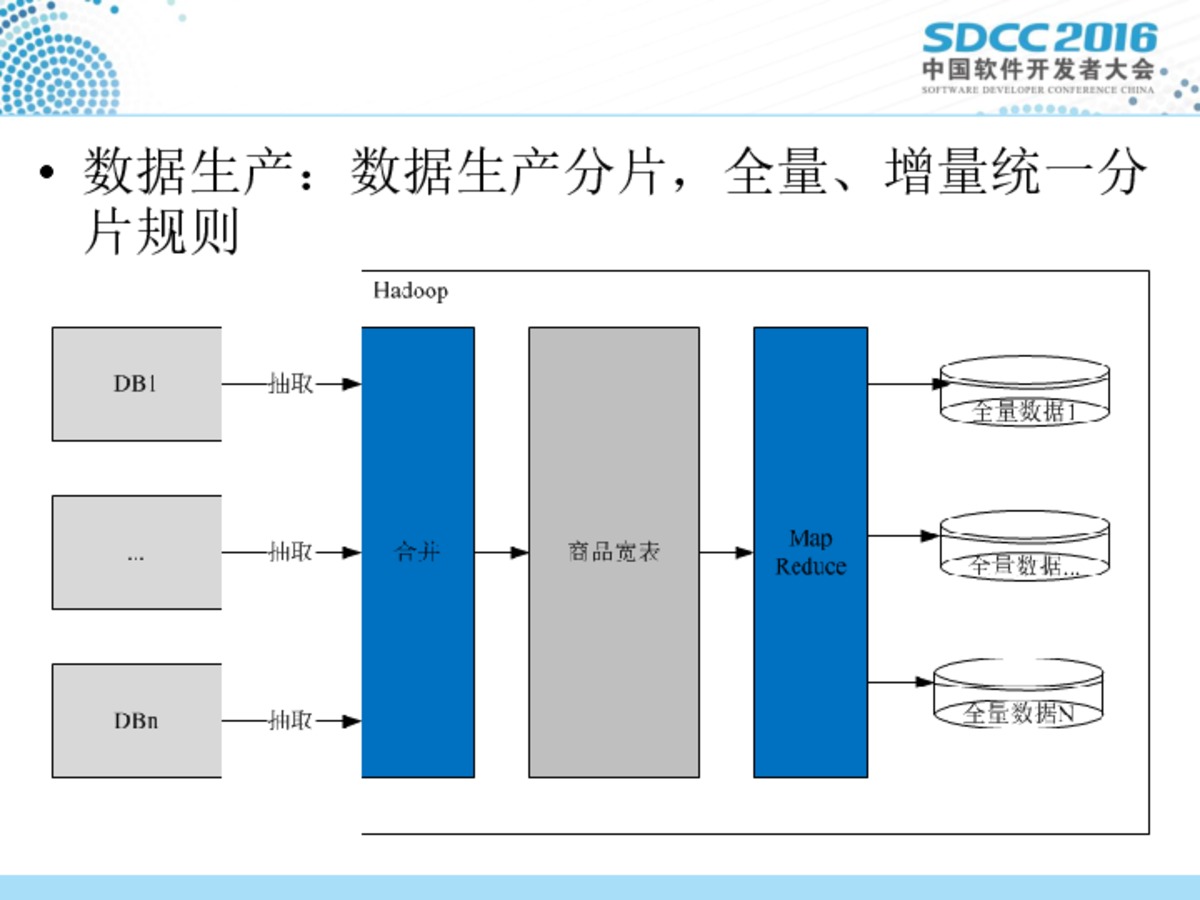 SDCC 2016
中国软件开发者大会
SOFTWARE DEVELOPER CONFERENCE CHINA
• 数据生产：数据生产分片，全量、增量统一分
片规则
Hadoop
DB1
抽取
全量数据1
...
抽取
合并
商品宽表
Map
Reduce
全量数据...
DBn
抽取
全量数据N